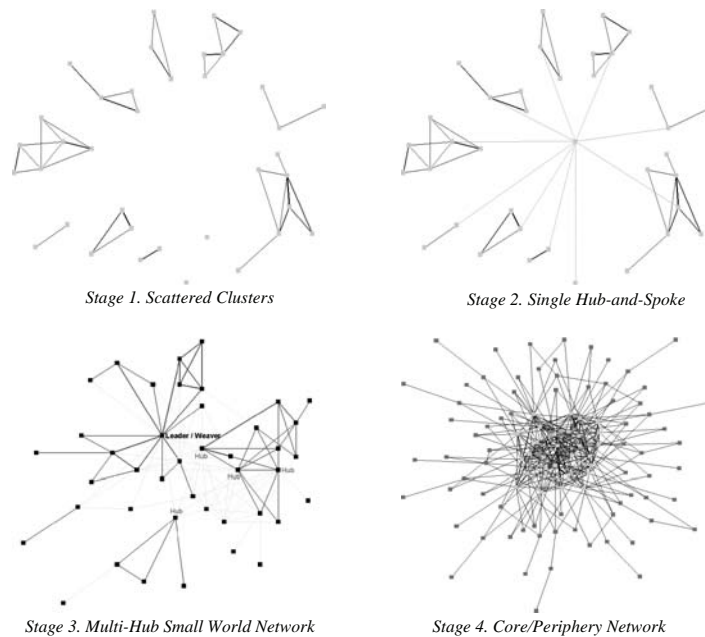 Stage 1. Scattered Clusters
Stage 2. Single Hub-and-Spoke
Leader / Weaver
Hub
Hub
Hub
Hub
Stage 3. Multi-Hub Small World Network
Stage 4. Core/Periphery Network